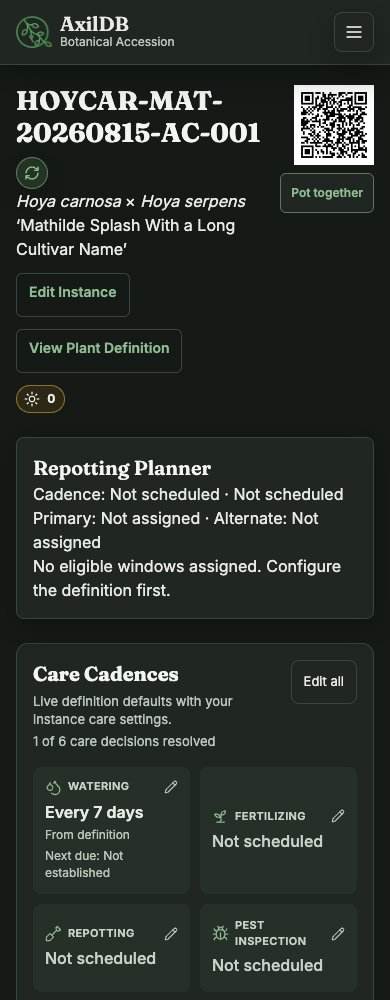 AxilDB
Botanical Accession
HOYCAR-MAT-
20260815-AC-001
Pot together
Hoya carnosa × Hoya serpens
‘Mathilde Splash With a Long
Cultivar Name’
Edit Instance
View Plant Definition
0
Repotting Planner
Cadence: Not scheduled · Not scheduled
Primary: Not assigned · Alternate: Not
assigned
No eligible windows assigned. Configure
the definition first.
Care Cadences
Edit all
Live definition defaults with your
instance care settings.
1 of 6 care decisions resolved
WATERING
Every 7 days
From definition
Next due: Not
established
FERTILIZING
Not scheduled
REPOTTING
Not scheduled
PEST
INSPECTION
Not scheduled